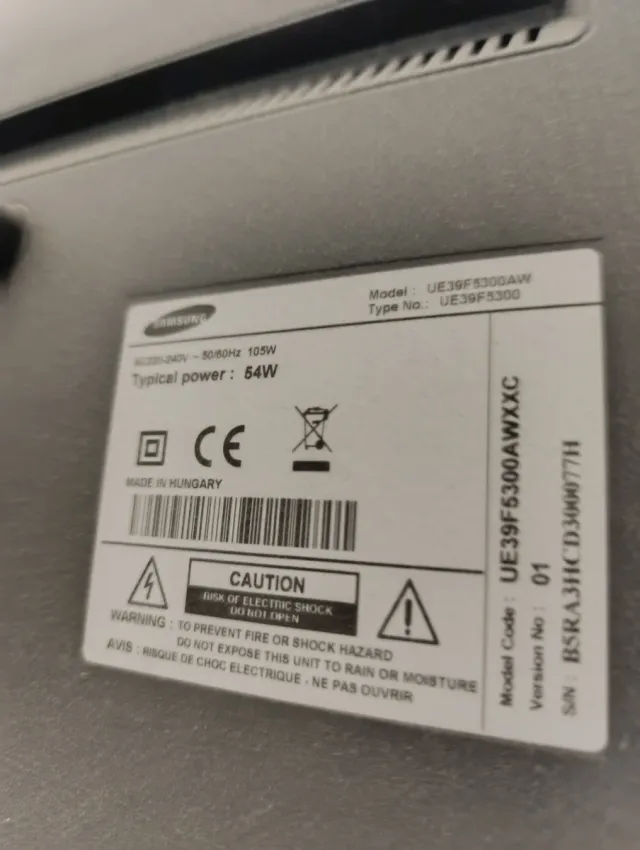 SAMSUNG
Model : UE39F5300AW
Type No.: UE39F5300
AC220-240V ~ 50/60Hz 105W
Typical power : 54W
CE
MADE IN HUNGARY
CAUTION
RISK OF ELECTRIC SHOCK
DO NOT OPEN
WARNING : TO PREVENT FIRE OR SHOCK HAZARD
DO NOT EXPOSE THIS UNIT TO RAIN OR MOISTURE
AVIS : RISQUE DE CHOC ELECTRIQUE - NE PAS OUVRIR
Model Code : UE39F5300AWXXC
Version No : 01
S/N : B5RA3HCD300077H